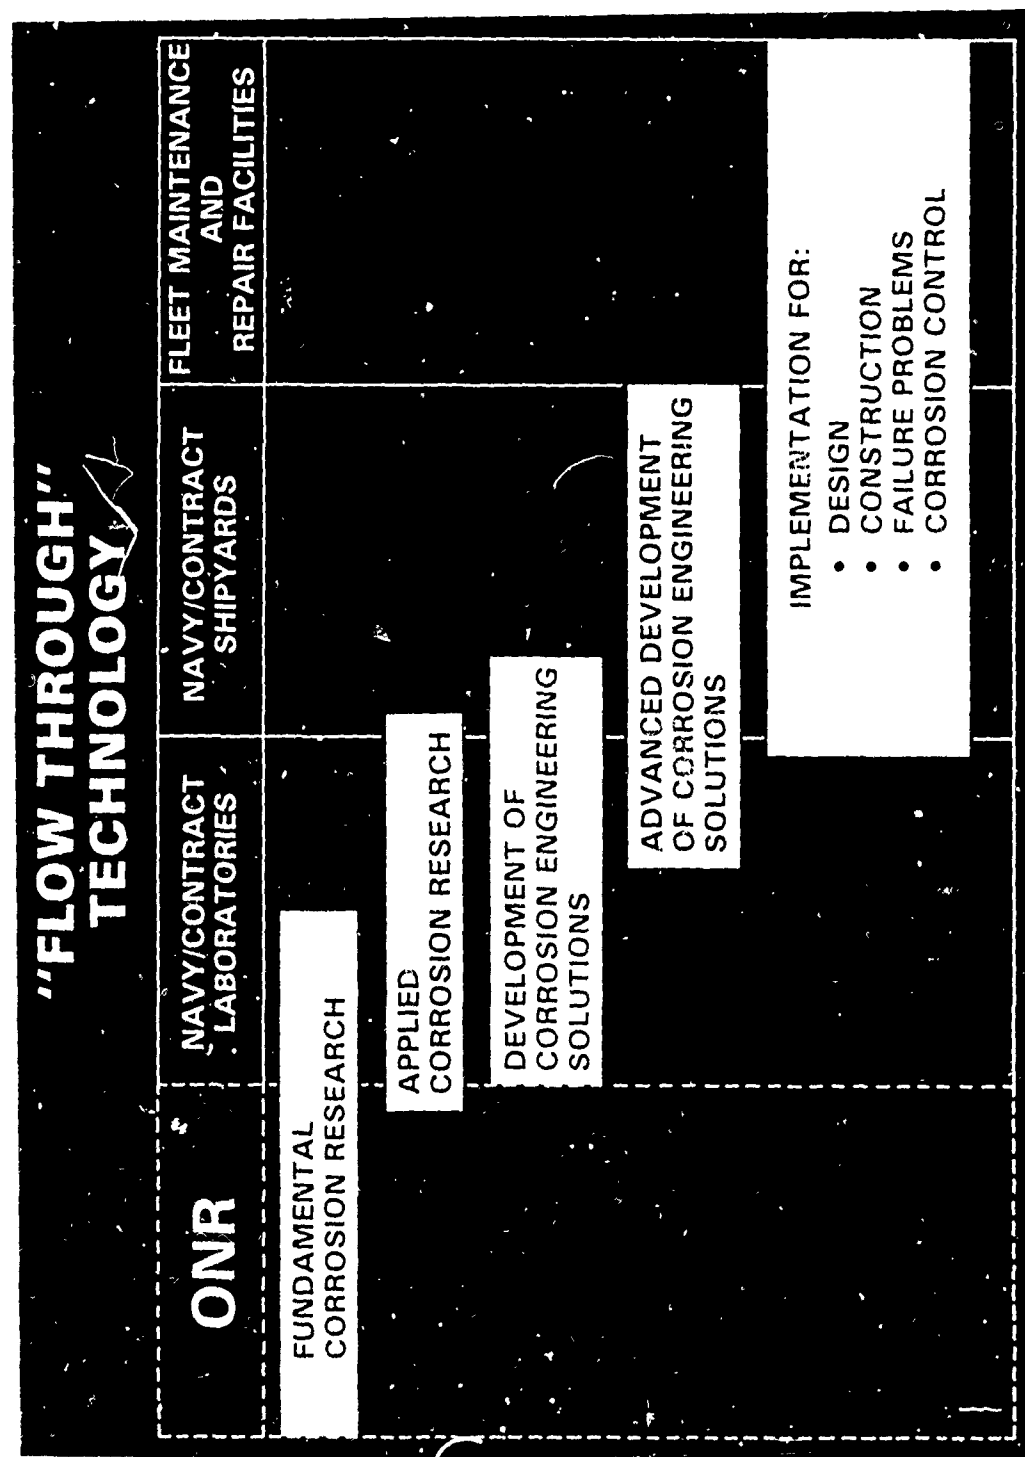 "FLOW THROUGH"
TECHNOLOGY
ONR
NAVY/CONTRACT
LABORATORIES
NAVY/CONTRACT
SHIPYARDS
FLEET MAINTENANCE
AND
REPAIR FACILITIES
FUNDAMENTAL
CORROSION RESEARCH
APPLIED
CORROSION RESEARCH
DEVELOPMENT OF
CORROSION ENGINEERING
SOLUTIONS
ADVANCED DEVELOPMENT
OF CORROSION ENGINEERING
SOLUTIONS
IMPLEMENTATION FOR:
• DESIGN
• CONSTRUCTION
• FAILURE PROBLEMS
• CORROSION CONTROL